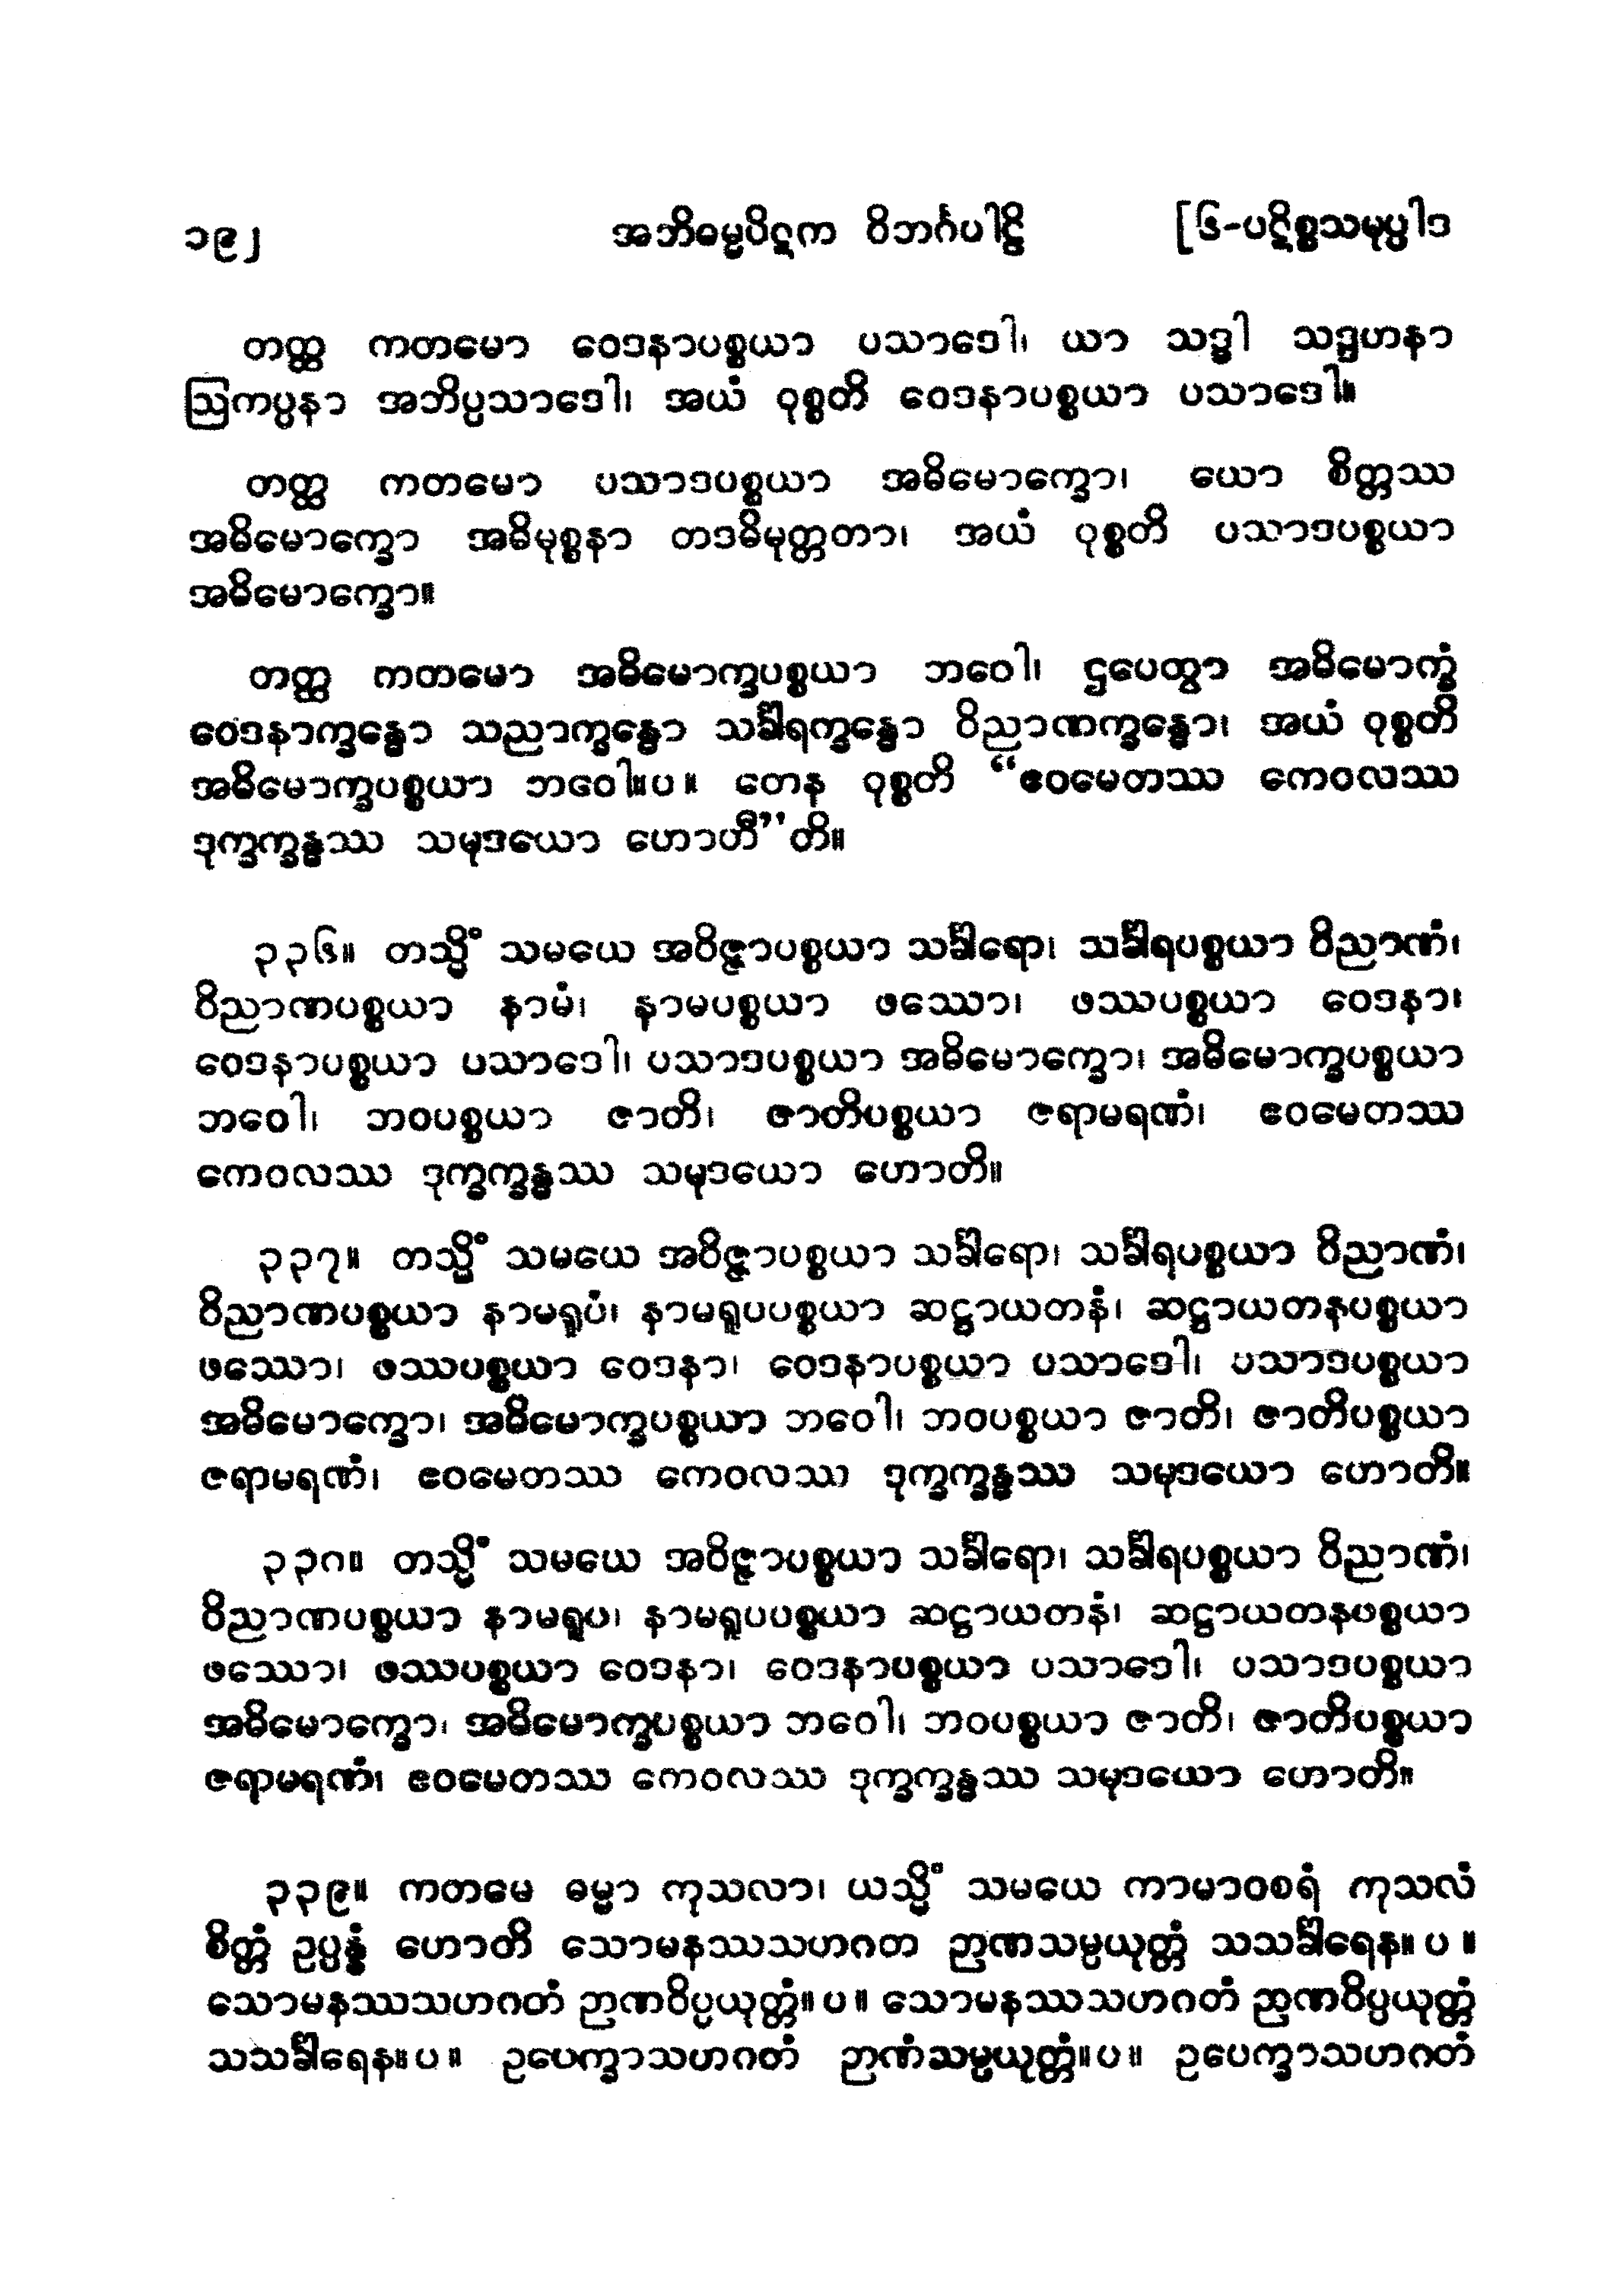 ၁၉၂ အဘိဓမ္မပိဋက ဝိဘင်္ဂပါဠိ [၆-ပဋိစ္စသမုပ္ပါဒ
တတ္ထ ကတမော ဝေဒနာပစ္စယာ ပသာဒေါ၊ ယာ သဒ္ဓါ သဒ္ဒဟနာ
ဩကပ္ပနာ အဘိပ္ပသာဒေါ၊ အယံ ဝုစ္စတိ ဝေဒနာပစ္စယာ ပသာဒေါ။
တတ္ထ ကတမော ပသာဒပစ္စယာ အဓိမောက္ခော၊ ယော စိတ္တဿ
အဓိမောက္ခော အဓိမုစ္စနာ တဒဓိမုတ္တတာ၊ အယံ ဝုစ္စတိ ပသာဒပစ္စယာ
အဓိမောက္ခော။
တတ္ထ ကတမော အဓိမောက္ခပစ္စယာ ဘဝေါ၊ ဌပေတွာ အဓိမောက္ခံ
ဝေဒနာက္ခန္ဓော သညာက္ခန္ဓော သင်္ခါရက္ခန္ဓော ဝိညာဏက္ခန္ဓော၊ အယံ ဝုစ္စတိ
အဓိမောက္ခပစ္စယာ ဘဝေါ။ပ။ တေန ဝုစ္စတိ “ဧဝမေတဿ ကေဝလဿ
ဒုက္ခက္ခန္ဓဿ သမုဒယော ဟောတီ”တိ။
၃၃၆။ တသ္မိံ သမယေ အဝိဇ္ဇာပစ္စယာ သင်္ခါရော၊ သင်္ခါရပစ္စယာ ဝိညာဏံ၊
ဝိညာဏပစ္စယာ နာမံ၊ နာမပစ္စယာ ဖဿော၊ ဖဿပစ္စယာ ဝေဒနာ၊
ဝေဒနာပစ္စယာ ပသာဒေါ၊ ပသာဒပစ္စယာ အဓိမောက္ခော၊ အဓိမောက္ခပစ္စယာ
ဘဝေါ၊ ဘဝပစ္စယာ ဇာတိ၊ ဇာတိပစ္စယာ ဇရာမရဏံ၊ ဧဝမေတဿ
ကေဝလဿ ဒုက္ခက္ခန္ဓဿ သမုဒယော ဟောတိ။
၃၃၇။ တသ္မိံ သမယေ အဝိဇ္ဇာပစ္စယာ သင်္ခါရော၊ သင်္ခါရပစ္စယာ ဝိညာဏံ၊
ဝိညာဏပစ္စယာ နာမရူပံ၊ နာမရူပပစ္စယာ ဆဋ္ဌာယတနံ၊ ဆဋ္ဌာယတနပစ္စယာ
ဖဿော၊ ဖဿပစ္စယာ ဝေဒနာ၊ ဝေဒနာပစ္စယာ ပသာဒေါ၊ ပသာဒပစ္စယာ
အဓိမောက္ခော၊ အဓိမောက္ခပစ္စယာ ဘဝေါ၊ ဘဝပစ္စယာ ဇာတိ၊ ဇာတိပစ္စယာ
ဇရာမရဏံ၊ ဧဝမေတဿ ကေဝလဿ ဒုက္ခက္ခန္ဓဿ သမုဒယော ဟောတိ။
၃၃၈။ တသ္မိံ သမယေ အဝိဇ္ဇာပစ္စယာ သင်္ခါရော၊ သင်္ခါရပစ္စယာ ဝိညာဏံ၊
ဝိညာဏပစ္စယာ နာမရူပ၊ နာမရူပပစ္စယာ ဆဋ္ဌာယတနံ၊ ဆဋ္ဌာယတနပစ္စယာ
ဖဿော၊ ဖဿပစ္စယာ ဝေဒနာ၊ ဝေဒနာပစ္စယာ ပသာဒေါ၊ ပသာဒပစ္စယာ
အဓိမောက္ခော၊ အဓိမောက္ခပစ္စယာ ဘဝေါ၊ ဘဝပစ္စယာ ဇာတိ၊ ဇာတိပစ္စယာ
ဇရာမရဏံ၊ ဧဝမေတဿ ကေဝလဿ ဒုက္ခက္ခန္ဓဿ သမုဒယော ဟောတိ။
၃၃၉။ ကတမေ ဓမ္မာ ကုသလာ၊ ယသ္မိံ သမယေ ကာမာဝစရံ ကုသလံ
စိတ္တံ ဥပ္ပန္နံ ဟောတိ သောမနဿသဟဂတ ဉာဏသမ္ပယုတ္တံ သသင်္ခါရေန။ပ။
သောမနဿသဟဂတံ ဉာဏဝိပ္ပယုတ္တံ။ပ။ သောမနဿသဟဂတံ ဉာဏဝိပ္ပယုတ္တံ
သသင်္ခါရေန။ပ။ ဥပေက္ခာသဟဂတံ ဉာဏံသမ္ပယုတ္တံ။ပ။ ဥပေက္ခာသဟဂတံ